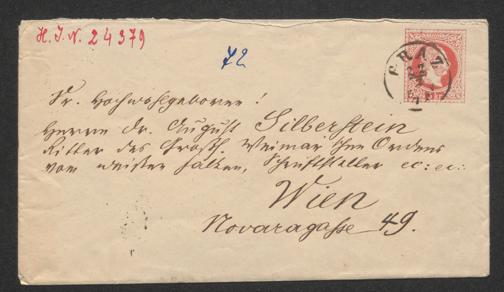 H. I. N. 24379
72
GRAZ
Sr. Hochwohlgeboren!
Herrn Dr. August Silberstein
Ritter des Großh. Weimar'schen Ordens
vom weißen Falken, Schriftsteller etc: etc:
Wien
Novaragasse 49.